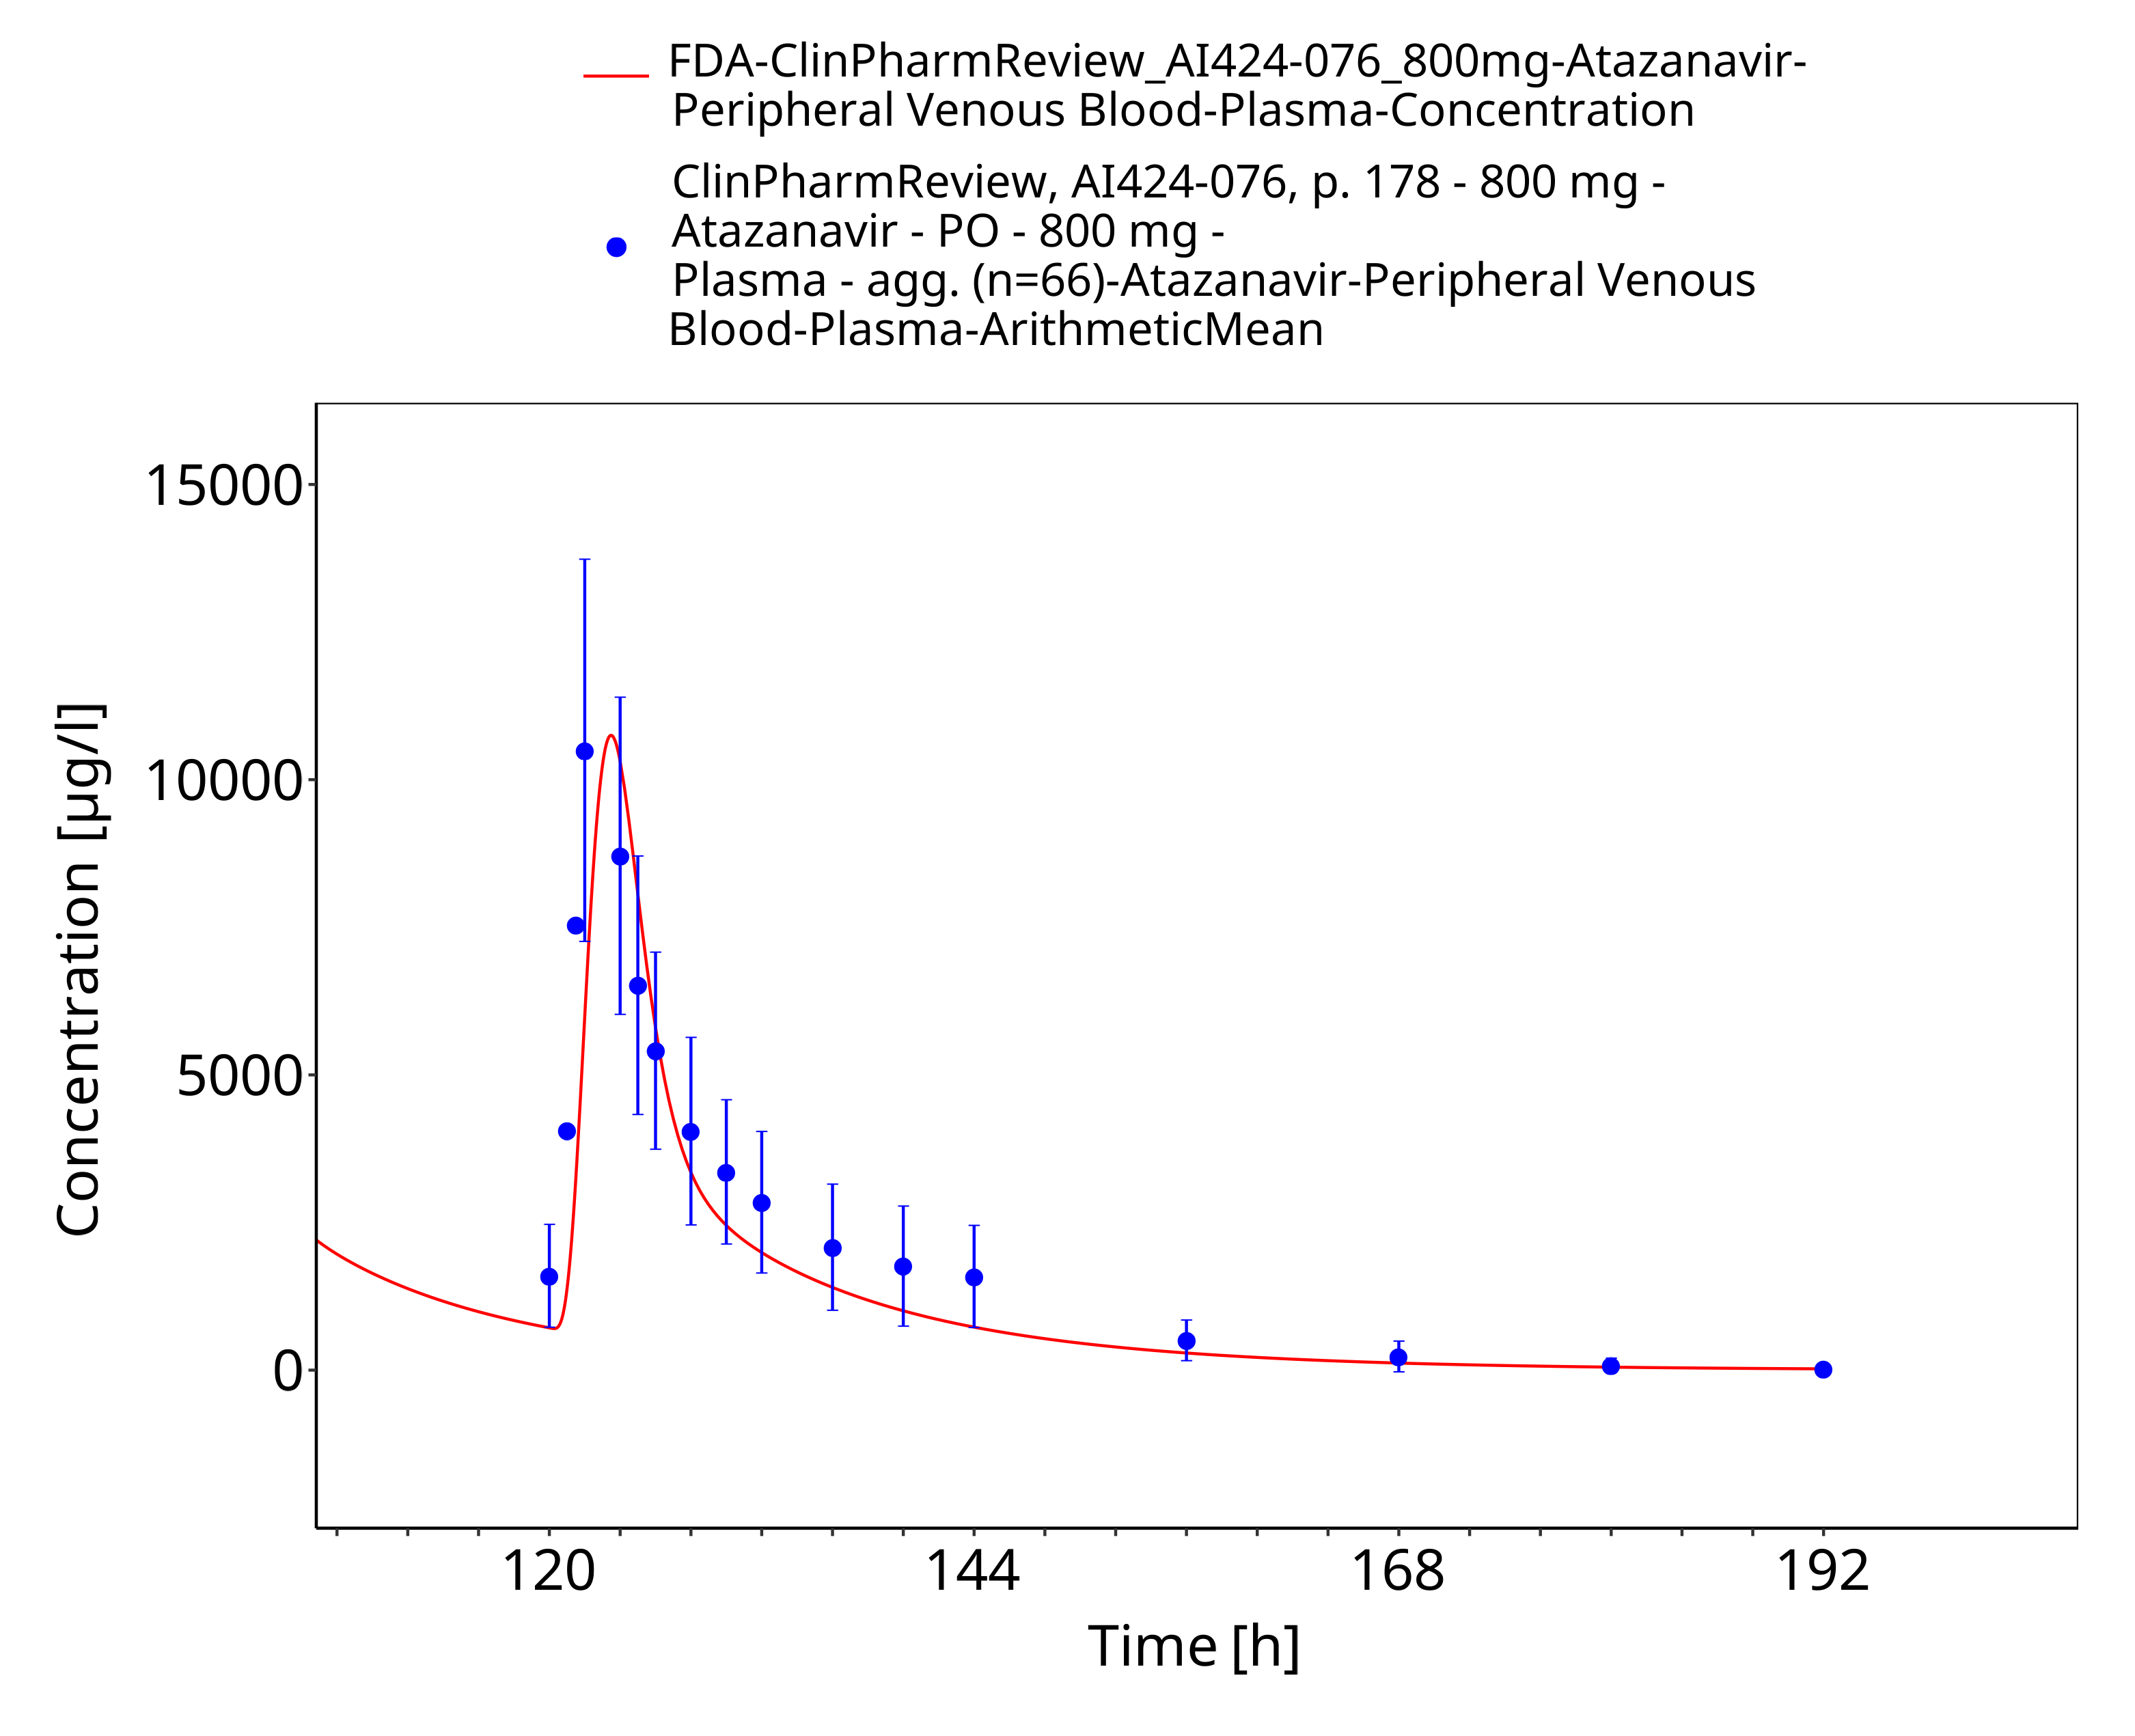 FDA-ClinPharmReview_AI424-076_800mg-Atazanavir-
Peripheral Venous Blood-Plasma-Concentration
ClinPharmReview, AI424-076, p. 178 - 800 mg -
Atazanavir - PO - 800 mg -
Plasma - agg. (n=66)-Atazanavir-Peripheral Venous
Blood-Plasma-ArithmeticMean
15000
10000
5000
0
Concentration [µg/l]
120 144 168 192
Time [h]